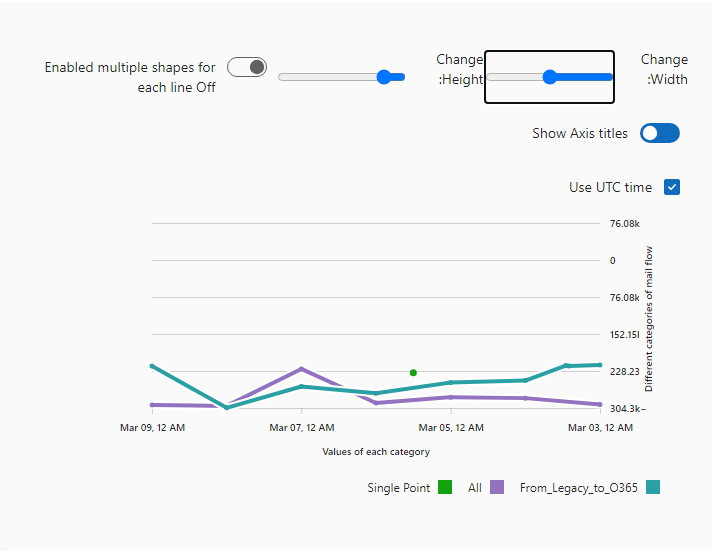 Enabled multiple shapes for
each line Off
Change
:Height
Change
:Width
Show Axis titles
Use UTC time
76.08k
0
76.08k
152.15l
228.23
304.3k–
Different categories of mail flow
Mar 09, 12 AM
Mar 07, 12 AM
Mar 05, 12 AM
Mar 03, 12 AM
Values of each category
Single Point
All
From_Legacy_to_O365